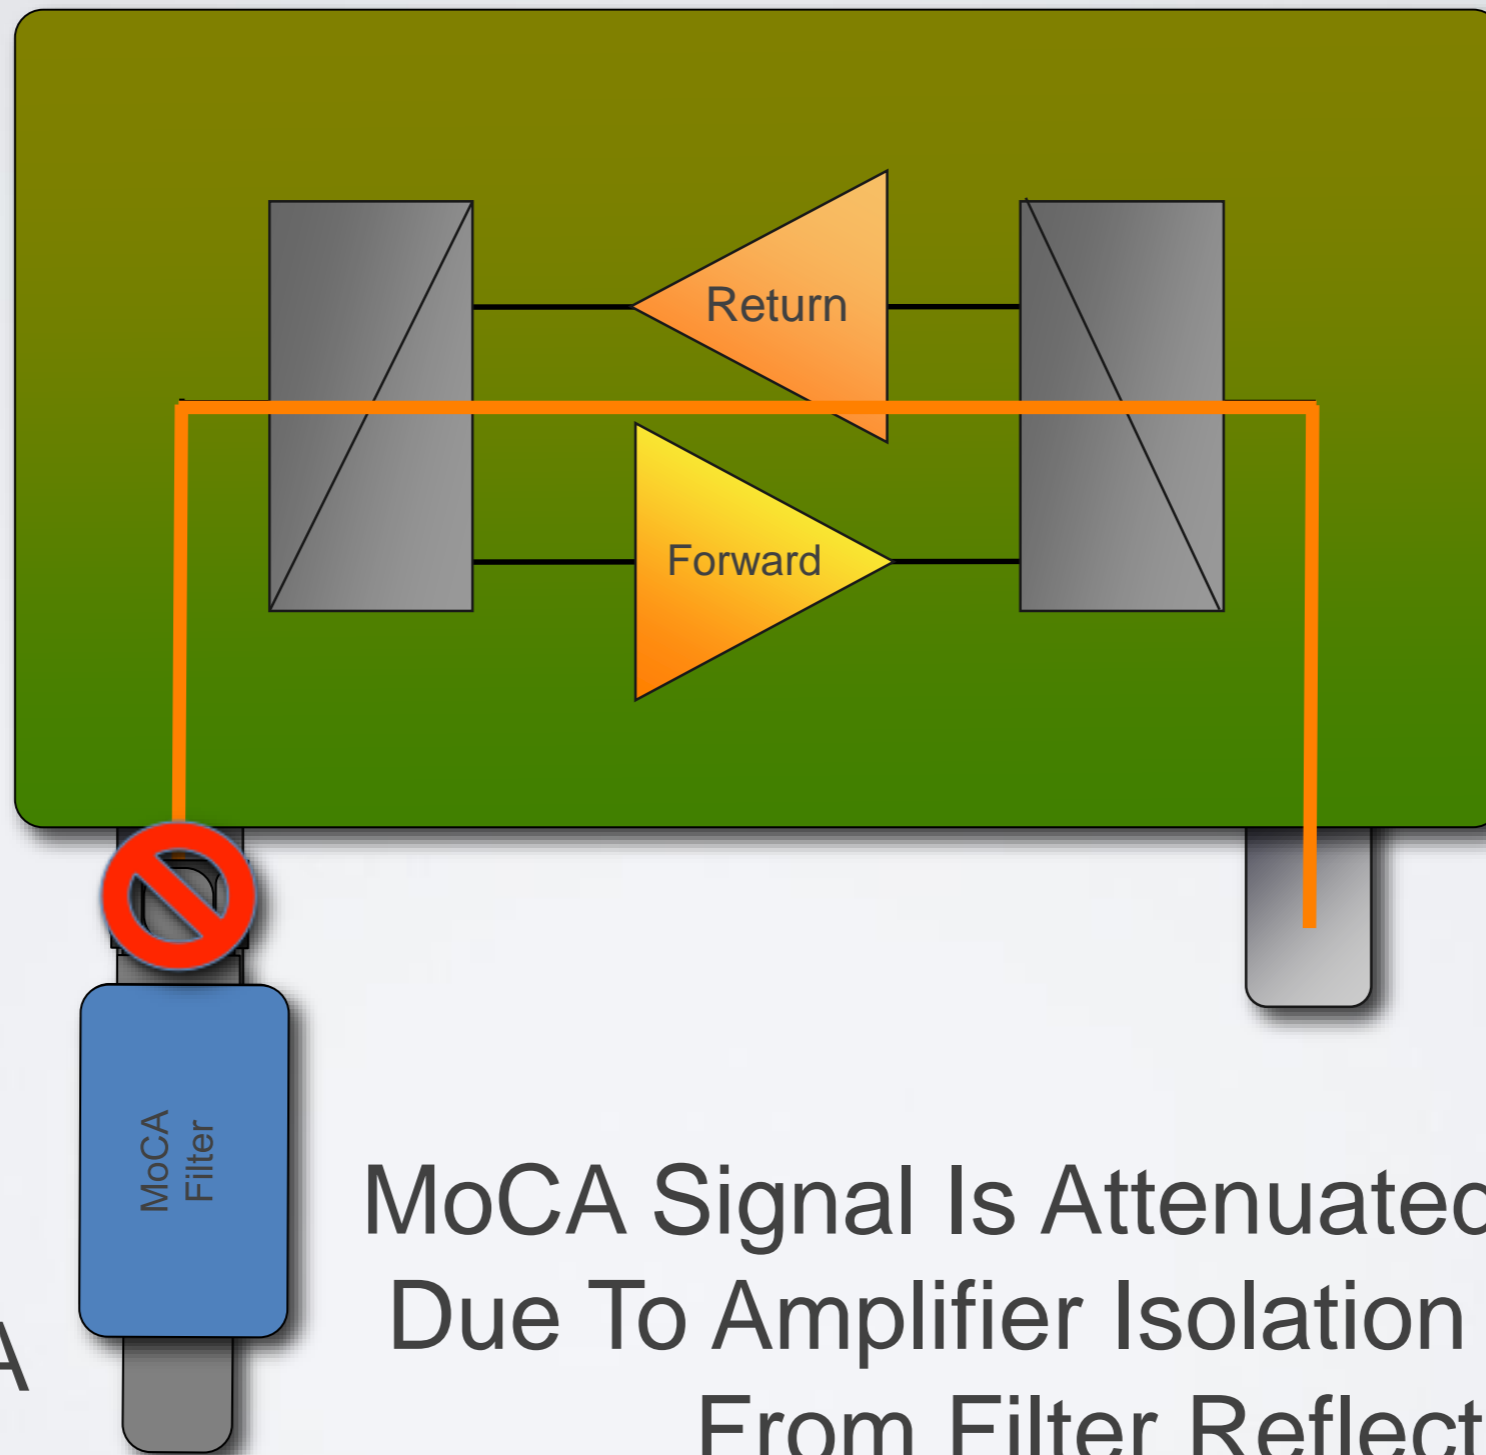 Return
Forward
MoCA
Filter
MoCA Signal Is Attenuated
Due To Amplifier Isolation
From Filter Reflect
A